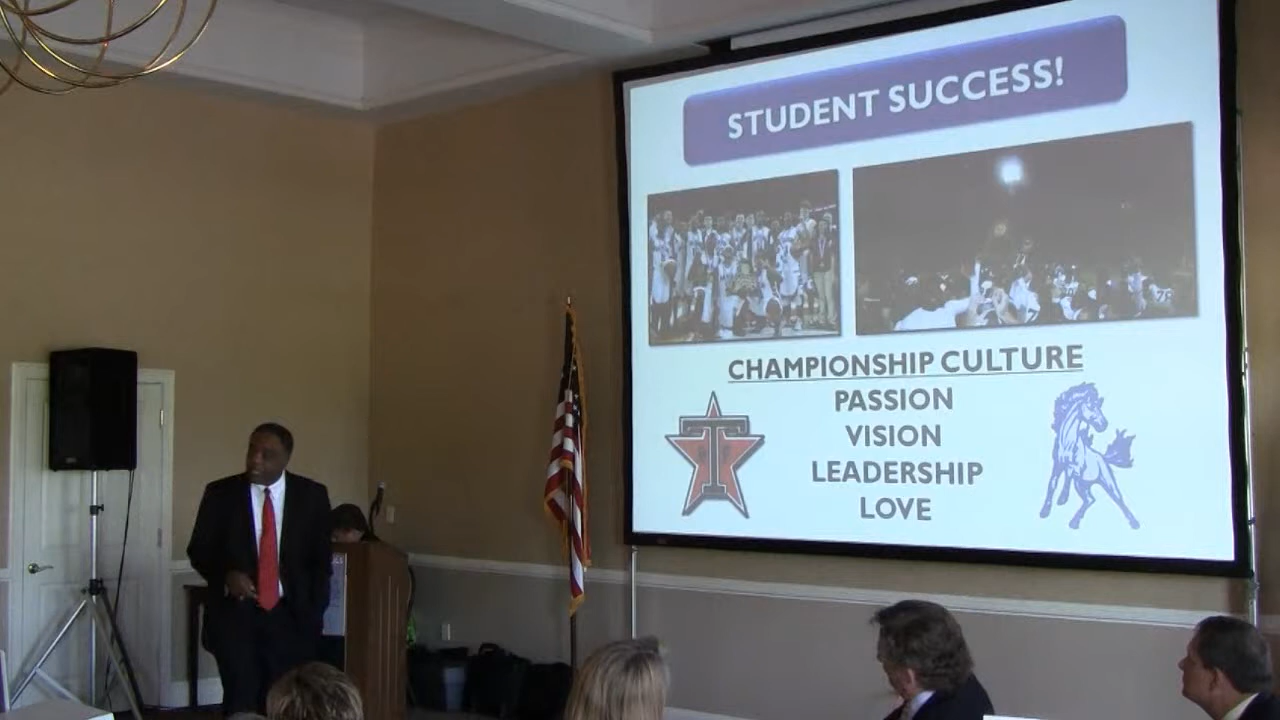 STUDENT SUCCESS!
CHAMPIONSHIP CULTURE
PASSION
VISION
LEADERSHIP
LOVE
T